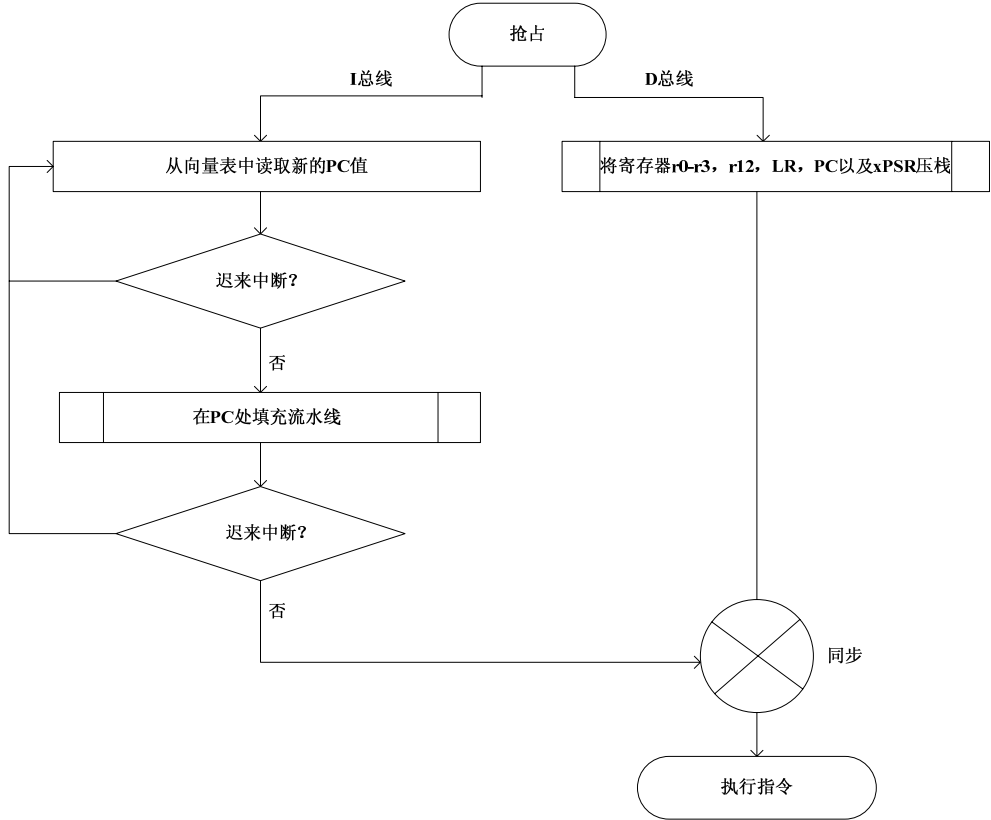 抢占
I总线
D总线
从向量表中读取新的PC值
将寄存器r0-r3，r12，LR，PC以及xPSR压栈
迟来中断？
否
在PC处填充流水线
迟来中断？
否
同步
执行指令